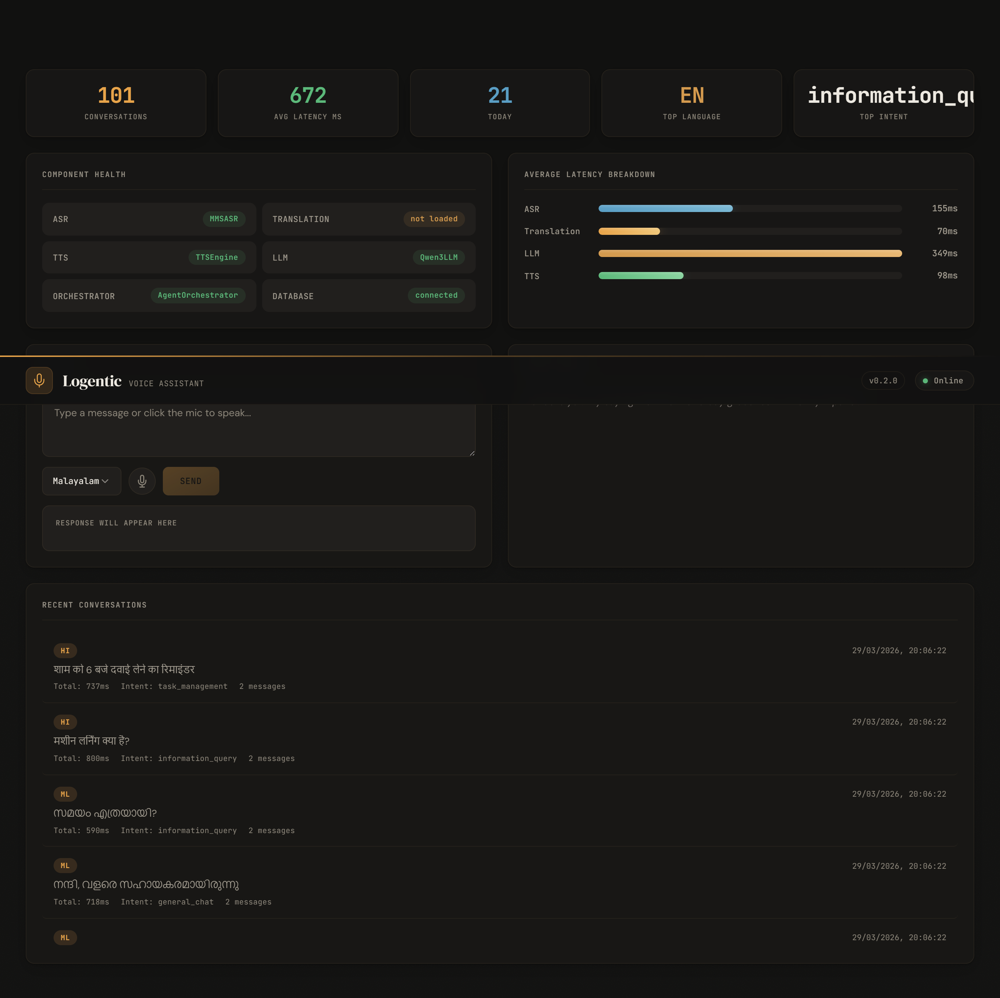 101
CONVERSATIONS
672
AVG LATENCY MS
21
TODAY
EN
TOP LANGUAGE
information_qu
TOP INTENT
COMPONENT HEALTH
ASR MMSASR
TRANSLATION not loaded
TTS TTSEngine
LLM Qwen3LLM
ORCHESTRATOR AgentOrchestrator
DATABASE connected
AVERAGE LATENCY BREAKDOWN
ASR 155ms
Translation 70ms
LLM 349ms
TTS 98ms
Logentic VOICE ASSISTANT
v0.2.0
Online
Type a message or click the mic to speak...
Malayalam
SEND
RESPONSE WILL APPEAR HERE
RECENT CONVERSATIONS
HI 29/03/2026, 20:06:22
शाम को 6 बजे दवाई लेने का रिमाइंडर
Total: 737ms Intent: task_management 2 messages
HI 29/03/2026, 20:06:22
मशीन लर्निंग क्या है?
Total: 800ms Intent: information_query 2 messages
ML 29/03/2026, 20:06:22
സമയം എത്രയായി?
Total: 590ms Intent: information_query 2 messages
ML 29/03/2026, 20:06:22
നന്ദി, വളരെ സഹായകരമായിരുന്നു
Total: 718ms Intent: general_chat 2 messages
ML 29/03/2026, 20:06:22